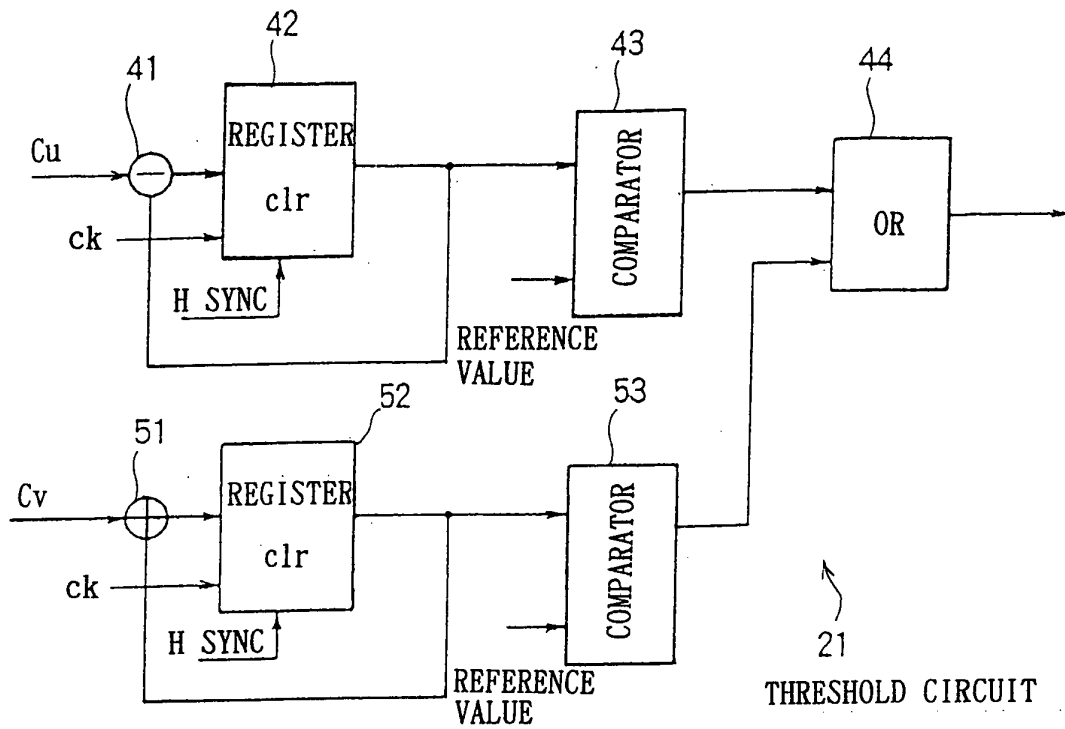 42
41
43
44
REGISTER
clr
Cu
ck
H SYNC
COMPARATOR
OR
REFERENCE
VALUE
52
51
53
REGISTER
clr
Cv
ck
H SYNC
COMPARATOR
REFERENCE
VALUE
21
THRESHOLD CIRCUIT